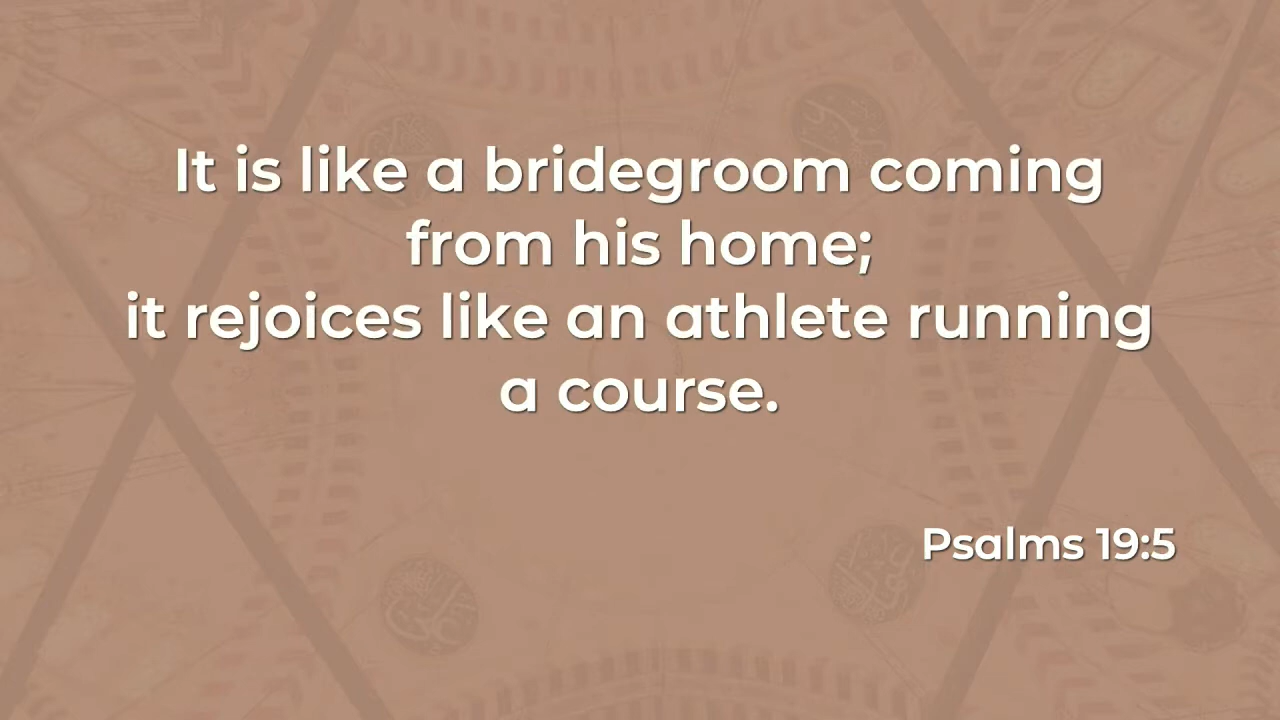 It is like a bridegroom coming
from his home;
it rejoices like an athlete running
a course.
Psalms 19:5